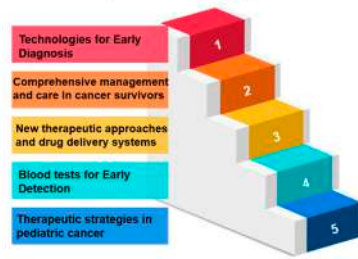 Technologies for Early
Diagnosis
1
Comprehensive management
and care in cancer survivors
2
New therapeutic approaches
and drug delivery systems
3
Blood tests for Early
Detection
4
Therapeutic strategies in
pediatric cancer
5